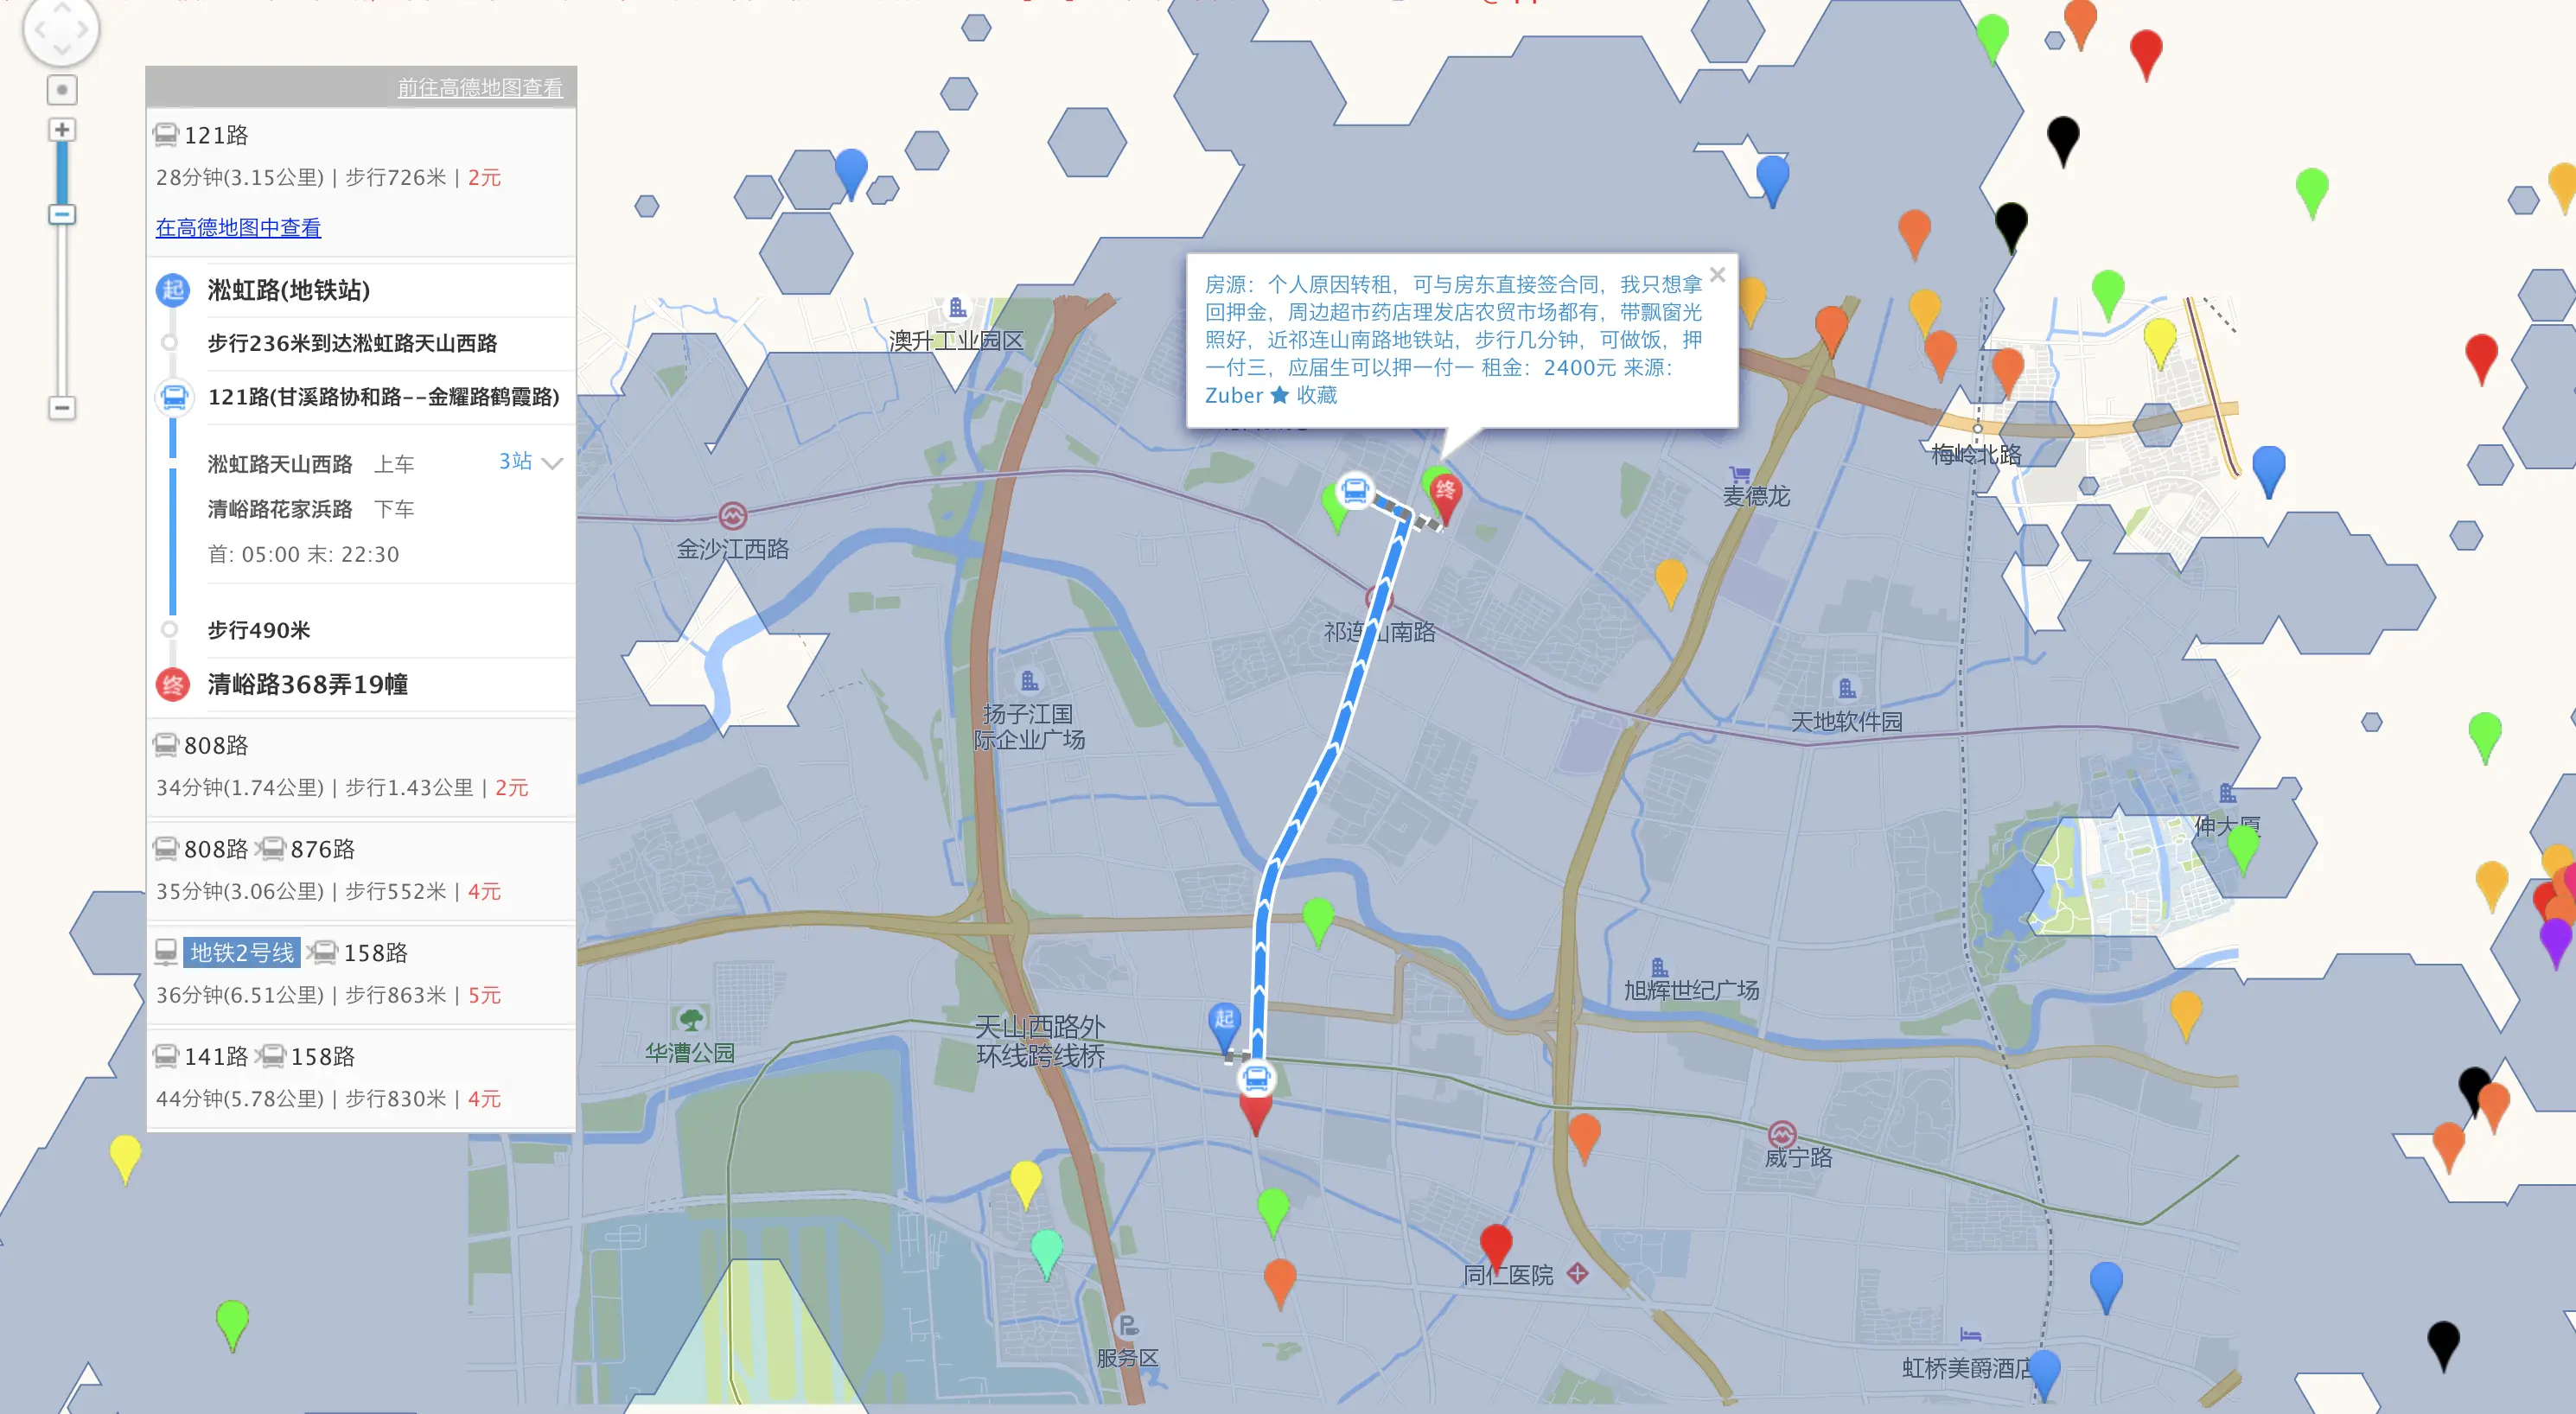 前往高德地图查看
121路
28分钟(3.15公里) | 步行726米 | 2元
在高德地图中查看
起 淞虹路(地铁站)
步行236米到达淞虹路天山西路
121路(甘溪路协和路--金耀路鹤霞路)
淞虹路天山西路 上车 3站
清峪路花家浜路 下车
首: 05:00 末: 22:30
步行490米
终 清峪路368弄19幢
808路
34分钟(1.74公里) | 步行1.43公里 | 2元
808路 876路
35分钟(3.06公里) | 步行552米 | 4元
地铁2号线 158路
36分钟(6.51公里) | 步行863米 | 5元
141路 158路
44分钟(5.78公里) | 步行830米 | 4元
房源：个人原因转租，可与房东直接签合同，我只想拿
回押金，周边超市药店理发店农贸市场都有，带飘窗光
照好，近祁连山南路地铁站，步行几分钟，可做饭，押
一付三，应届生可以押一付一 租金：2400元 来源：
Zuber ★ 收藏
澳升工业园区
梅岭北路
麦德龙
终
金沙江西路
祁连山南路
扬子江国
际企业广场
天地软件园
伸大厦
旭辉世纪广场
起
天山西路外
环线跨线桥
华漕公园
威宁路
同仁医院
服务区
虹桥美爵酒店